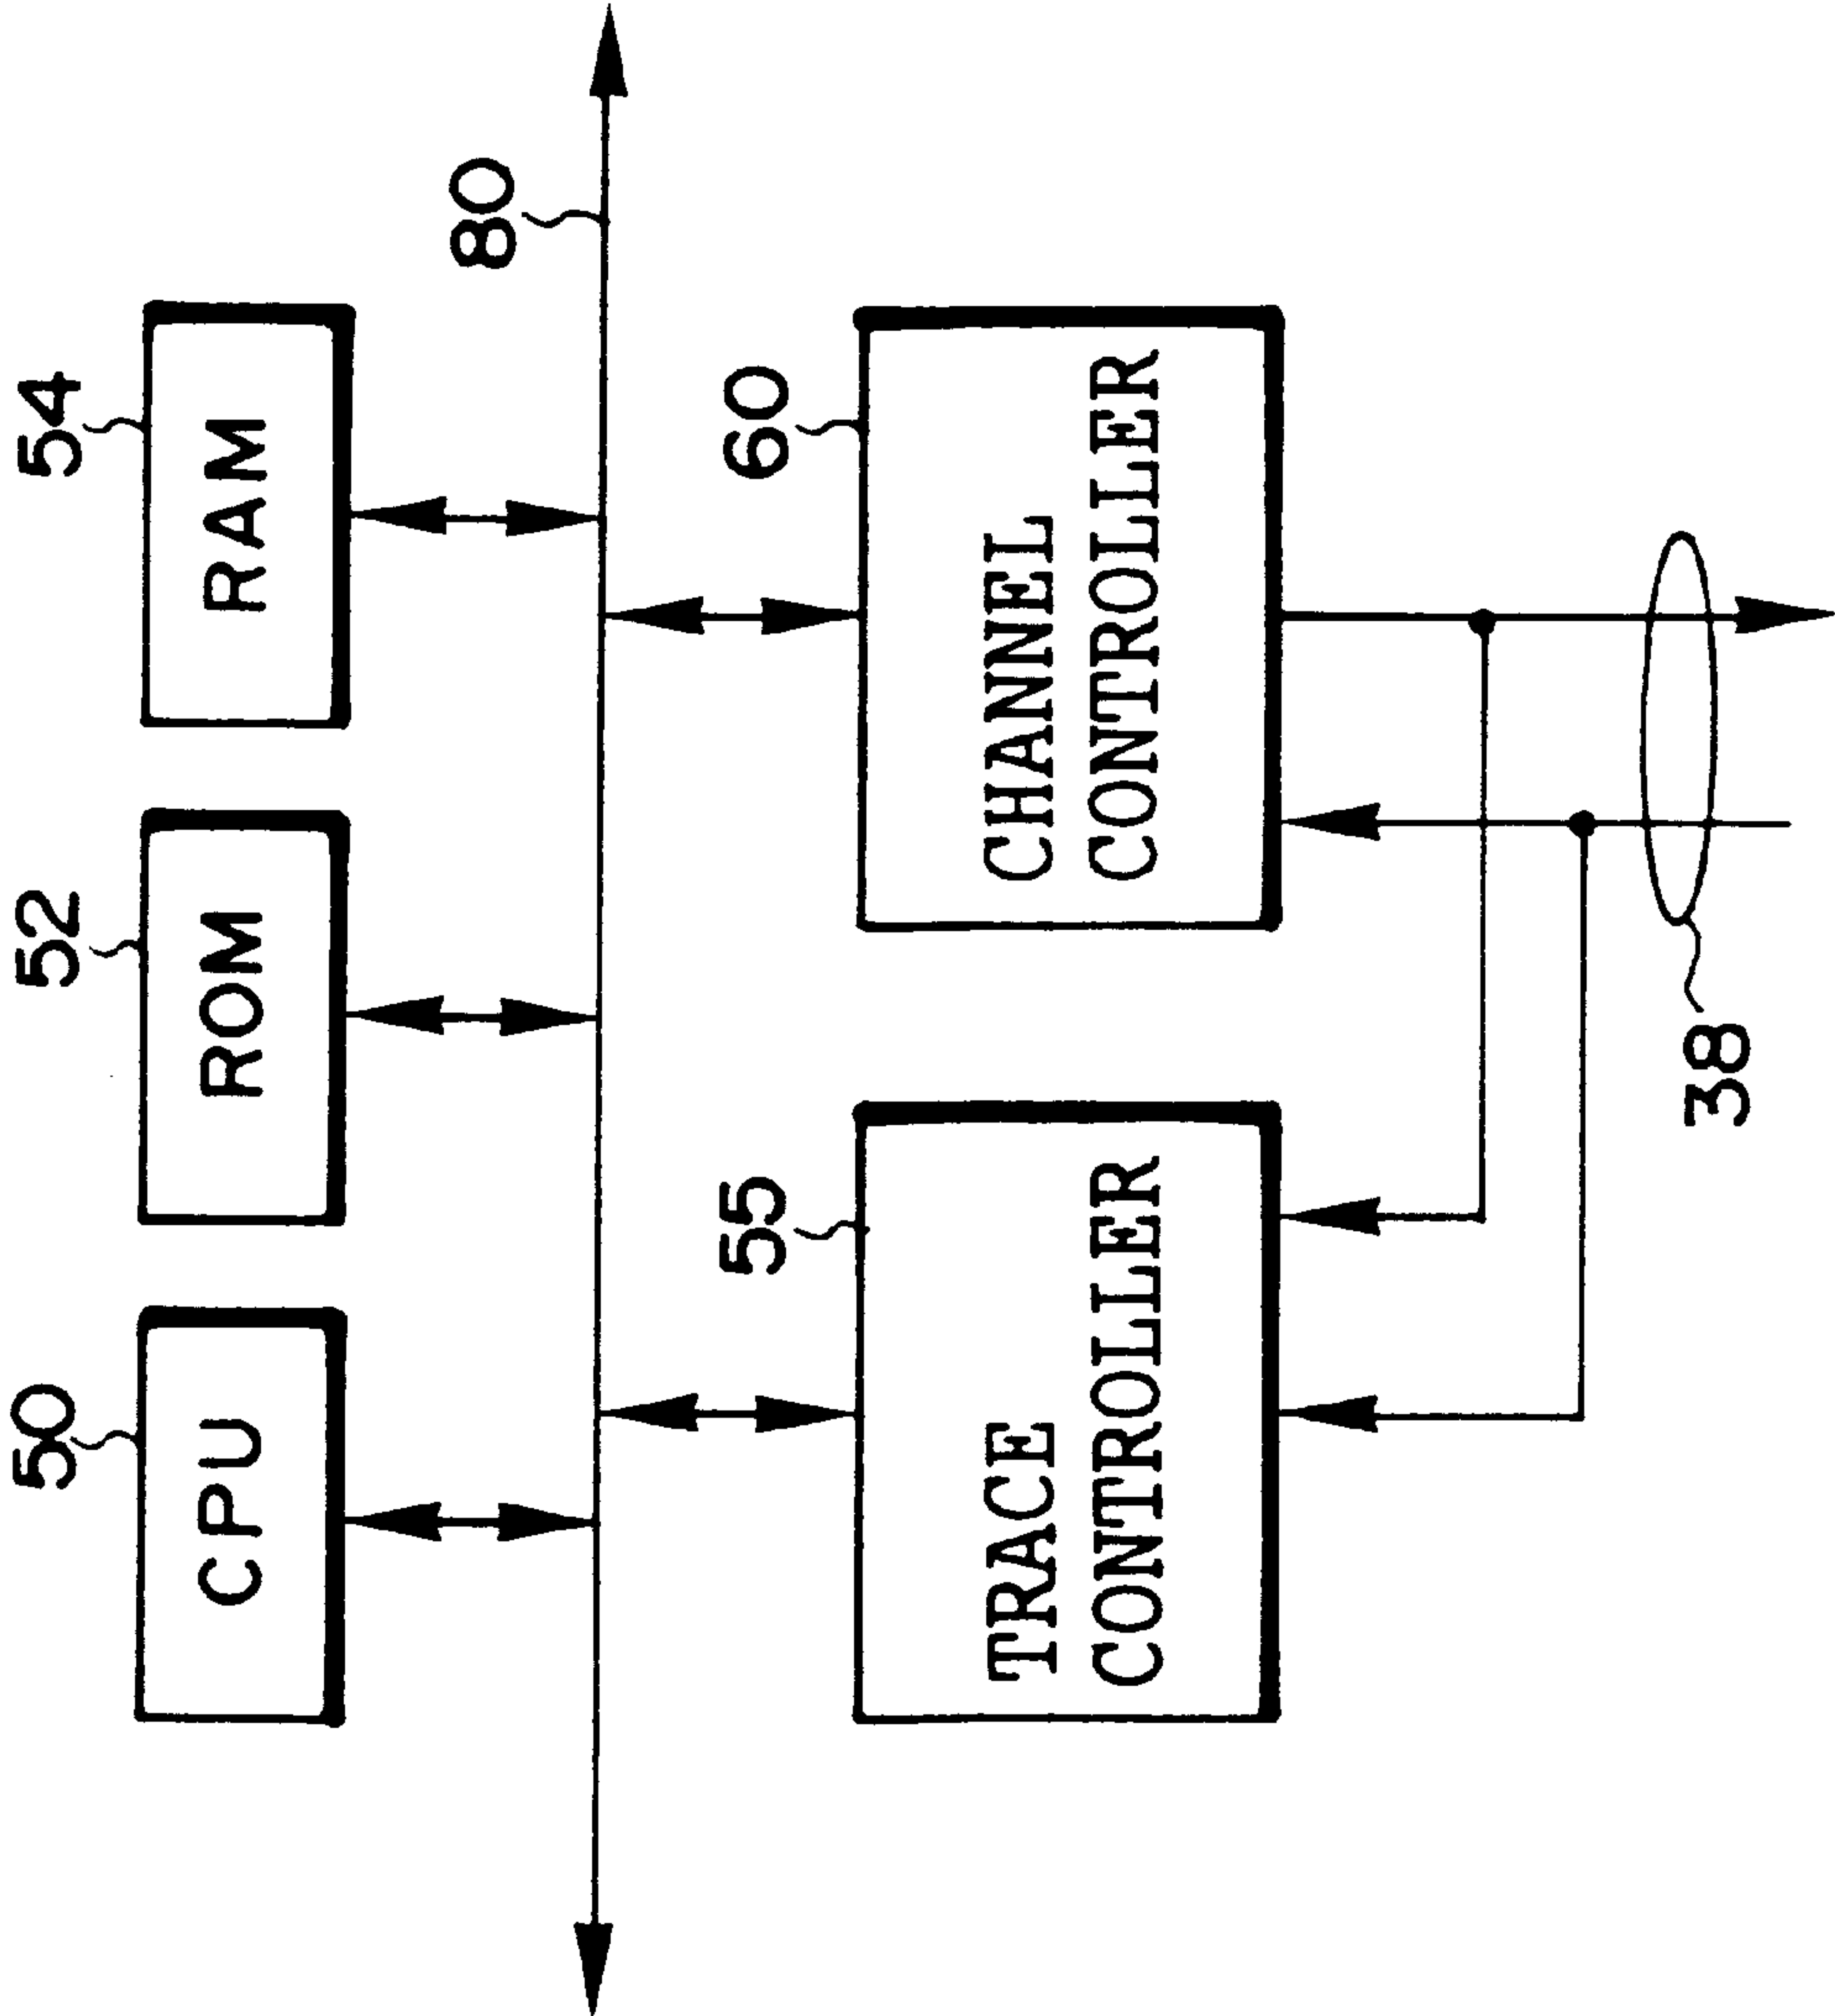 50
52
54
CPU
ROM
RAM
80
55
60
TRACE
CONTROLLER
CHANNEL
CONTROLLER
38